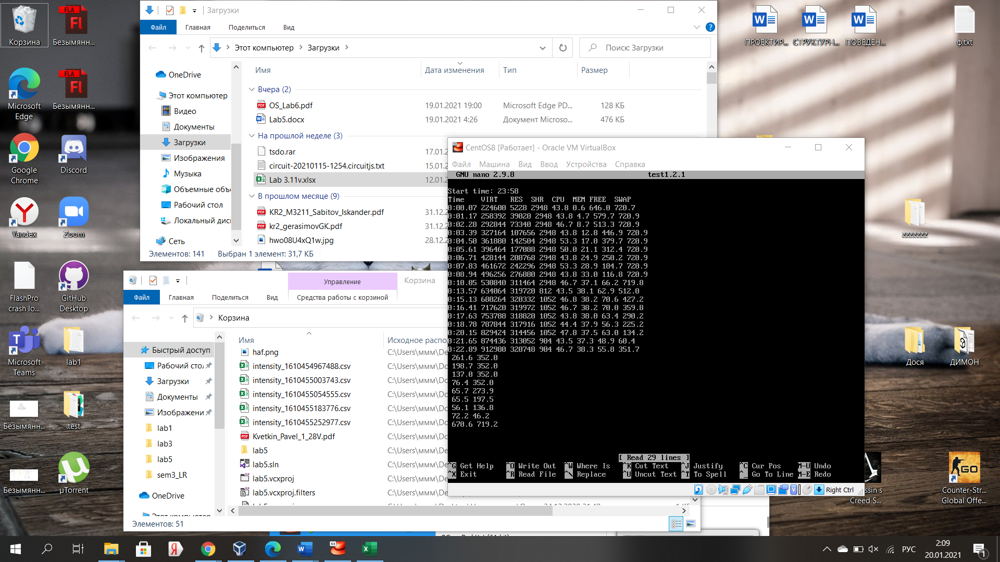 Корзина
Безымянн...
Microsoft Edge
Безымянн...
Google Chrome
Discord
Yandex
Zoom
FlashPro crash lo...
GitHub Desktop
Microsoft Teams
lab1
Безымянн...
test
Безымянн...
µTorrent
Загрузки
Файл Главная Поделиться Вид
Этот компьютер Загрузки
Поиск: Загрузки
OneDrive
Этот компьютер
Видео
Документы
Загрузки
Изображения
Музыка
Объемные объ
Рабочий стол
Локальный дис
Сеть
Имя Дата изменения Тип Размер
Вчера (2)
OS_Lab6.pdf 19.01.2021 19:00 Microsoft Edge PD... 128 КБ
Lab5.docx 19.01.2021 4:26 Документ Microso... 476 КБ
На прошлой неделе (3)
tsdo.rar 17.01.2
circuit-20210115-1254.circuitjs.txt 15.01.2
Lab 3.11v.xlsx 12.01.2
В прошлом месяце (9)
KR2_M3211_Sabitov_Iskander.pdf 31.12.2
kr2_gerasimovGK.pdf 31.12.2
hwo08U4xQ1w.jpg 28.12.2
Элементов: 141 Выбран 1 элемент: 31,7 КБ
Управление Корзина
Файл Главная Поделиться Вид Средства работы с корзиной
Корзина
Быстрый доступ
Рабочий стол
Загрузки
Документы
Изображени
lab1
lab3
lab5
sem3_LR
OneDrive
Этот компьютер
Имя Исходное распо
haf.png C:\Users\ммм\De
intensity_1610454967488.csv C:\Users\ммм\Do
intensity_1610455003743.csv C:\Users\ммм\Do
intensity_1610455054555.csv C:\Users\ммм\Do
intensity_1610455183776.csv C:\Users\ммм\Do
intensity_1610455252977.csv C:\Users\ммм\Do
Kvetkin_Pavel_1_28V.pdf C:\Users\ммм\De
lab5 C:\Users\ммм\De
lab5.sln C:\Users\ммм\De
lab5.vcxproj C:\Users\ммм\De
lab5.vcxproj.filters C:\Users\ммм\De
Элементов: 51
CentOS8 [Работает] - Oracle VM VirtualBox
Файл Машина Вид Ввод Устройства Справка
GNU nano 2.9.8 test1.2.1
Start time: 23:58
Time VIRT RES SHR CPU MEM FREE SWAP
0:00.07 224600 5228 2948 43.8 0.6 646.0 720.7
0:01.17 258392 39020 2948 43.8 4.7 579.7 720.9
0:02.28 292844 73340 2948 46.7 8.7 513.3 720.9
0:03.39 327164 107656 2948 43.8 12.8 446.9 720.9
0:04.50 361880 142504 2948 53.3 17.0 379.7 720.9
0:05.61 396464 177088 2948 50.0 21.1 312.4 720.9
0:06.71 428144 208768 2948 43.8 24.9 250.2 720.9
0:07.83 461672 242296 2948 53.3 28.9 184.7 720.9
0:08.94 496256 276880 2948 43.8 33.0 116.8 720.9
0:10.05 530840 311464 2948 46.7 37.1 66.2 719.8
0:13.57 634064 319720 812 43.5 38.1 62.9 512.0
0:15.13 680264 320332 1052 46.8 38.2 70.6 427.2
0:16.41 717620 319972 1052 46.7 38.2 70.0 359.8
0:17.63 753788 318820 1052 43.8 38.0 63.4 290.2
0:18.78 787844 317916 1052 44.4 37.9 56.3 225.2
0:20.15 829424 314456 1052 47.8 37.5 63.0 134.2
0:21.65 874436 313052 904 43.5 37.3 48.9 60.4
0:22.89 912980 320748 904 46.7 38.3 55.8 351.7
261.6 352.0
198.7 352.0
137.0 352.0
76.4 352.0
65.7 273.9
65.5 197.5
56.1 136.8
72.2 46.2
670.6 719.2
[ Read 29 lines ]
^G Get Help ^O Write Out ^W Where Is ^K Cut Text ^J Justify ^C Cur Pos M-U Undo
^X Exit ^R Read File ^\ Replace ^U Uncut Text ^T To Spell ^_ Go To Line M-E Redo
Right Ctrl
ПРОЕКТИР...
СТРУКТУРН...
ПОВЕДЕН...
ф.txt
zzzzzzz
Дося
ДИМОН
Creed S...
Counter-Str... Global Offe...
РУС
2:09
20.01.2021
1